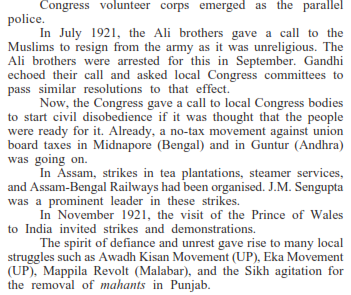 Congress volunteer corps emerged as the parallel
police.
In July 1921, the Ali brothers gave a call to the
Muslims to resign from the army as it was unreligious. The
Ali brothers were arrested for this in September. Gandhi
echoed their call and asked local Congress committees to
pass similar resolutions to that effect.
Now, the Congress gave a call to local Congress bodies
to start civil disobedience if it was thought that the people
were ready for it. Already, a no-tax movement against union
board taxes in Midnapore (Bengal) and in Guntur (Andhra)
was going on.
In Assam, strikes in tea plantations, steamer services,
and Assam-Bengal Railways had been organised. J.M. Sengupta
was a prominent leader in these strikes.
In November 1921, the visit of the Prince of Wales
to India invited strikes and demonstrations.
The spirit of defiance and unrest gave rise to many local
struggles such as Awadh Kisan Movement (UP), Eka Movement
(UP), Mappila Revolt (Malabar), and the Sikh agitation for
the removal of mahants in Punjab.